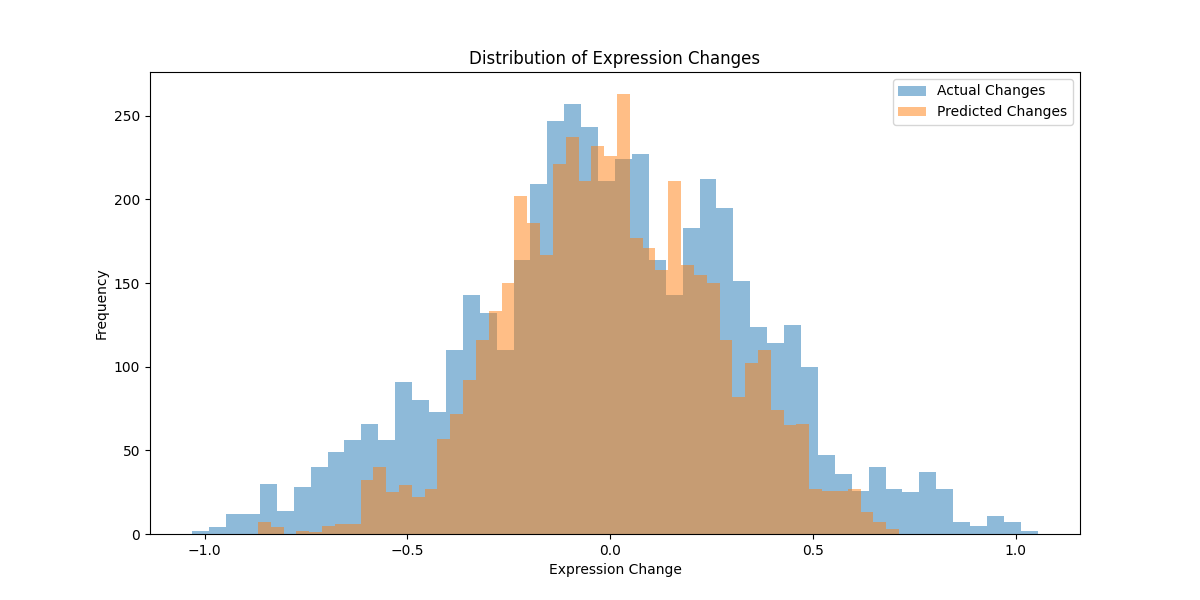 Distribution of Expression Changes
Actual Changes
Predicted Changes
Frequency
250
200
150
100
50
0
−1.0
−0.5
0.0
0.5
1.0
Expression Change